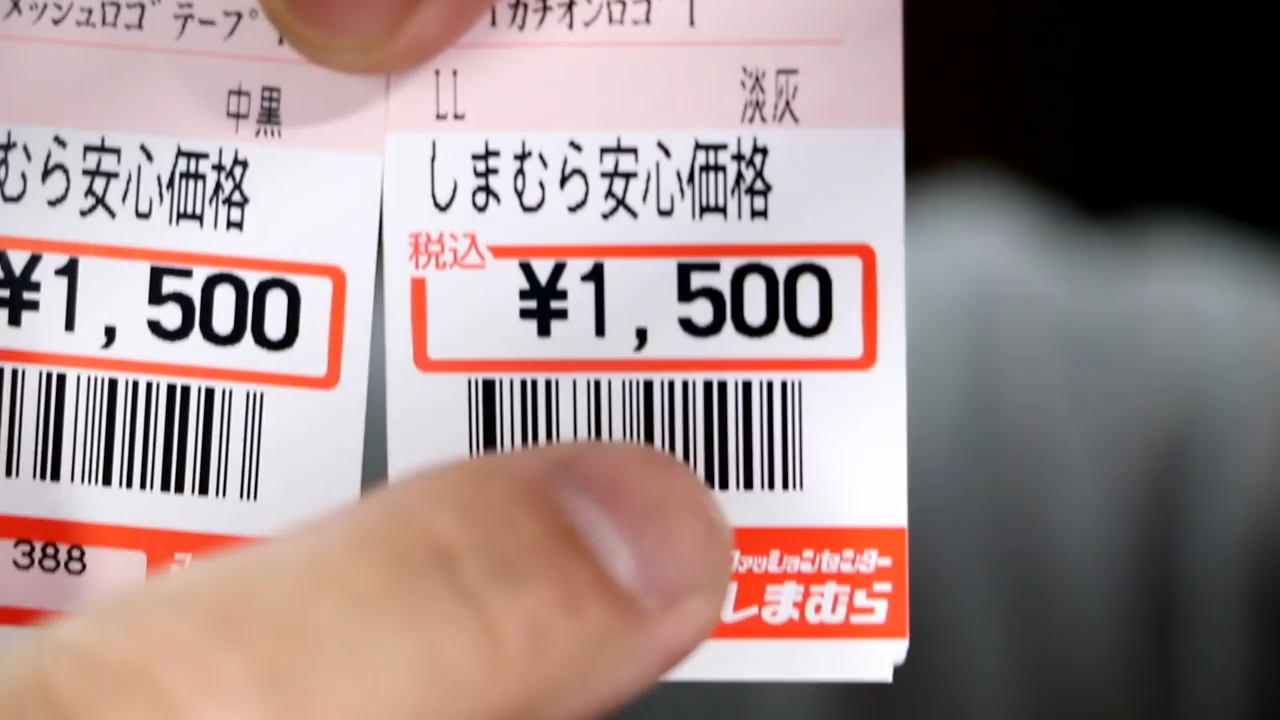 メッシュロゴテープ
中黒
むら安心価格
¥1,500
388
イカチオンロゴ
LL 淡灰
しまむら安心価格
税込
¥1,500
ファッションセンター
しまむら